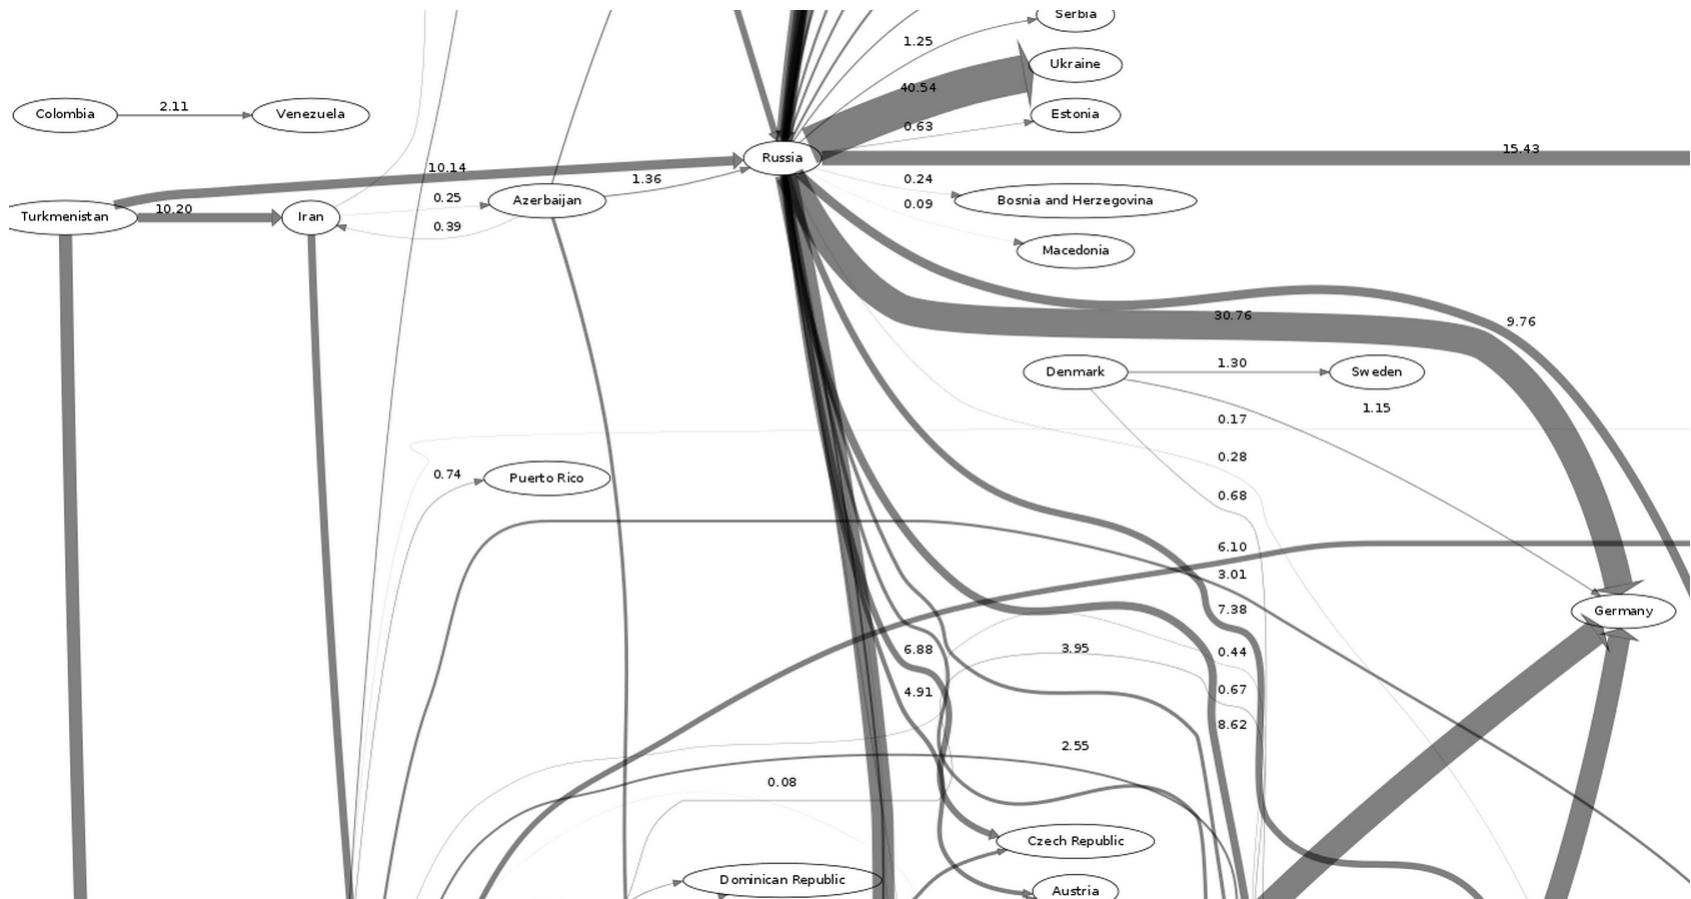 Serbia
1.25
Ukraine
40.54
Colombia
2.11
Venezuela
Estonia
0.63
15.43
Russia
10.14
1.36
0.24
0.25
Azerbaijan
Bosnia and Herzegovina
0.09
10.20
Turkmenistan
Iran
0.39
Macedonia
30.76
9.76
1.30
Denmark
Sweden
1.15
0.17
0.28
0.74
Puerto Rico
0.68
6.10
3.01
7.38
Germany
6.88
3.95
0.44
4.91
0.67
8.62
2.55
0.08
Czech Republic
Dominican Republic
Austria